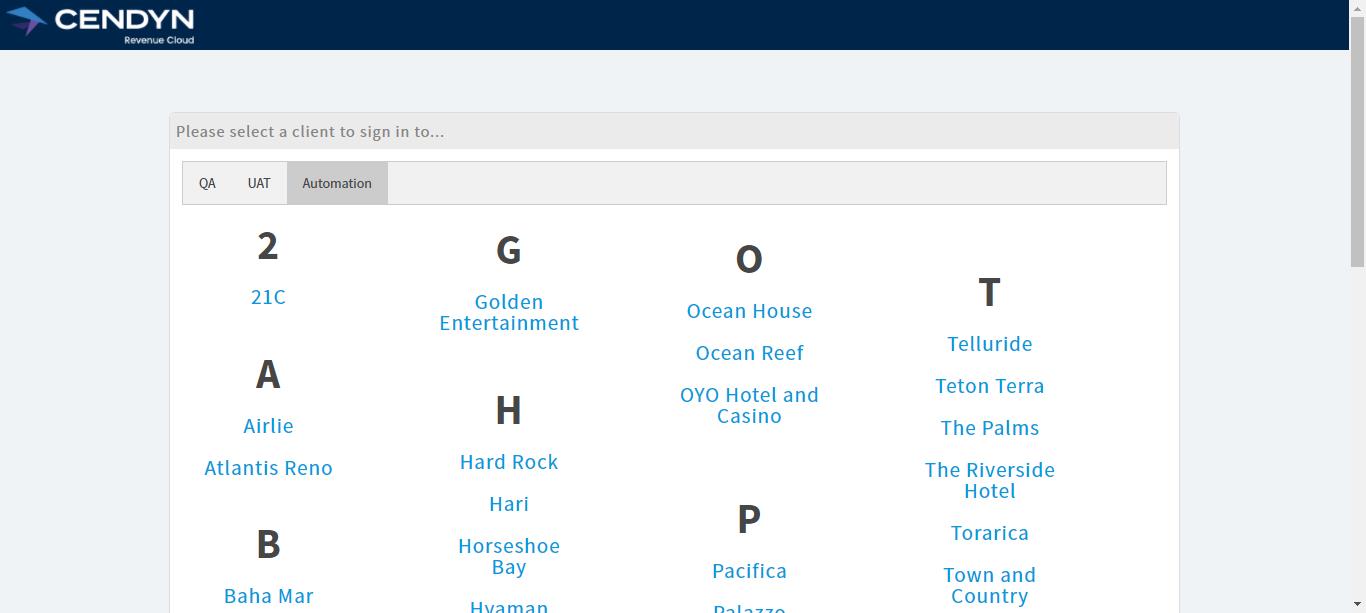 CENDYN
Revenue Cloud
Please select a client to sign in to...
QA
UAT
Automation
2
21C
A
Airlie
Atlantis Reno
B
Baha Mar
G
Golden
Entertainment
H
Hard Rock
Hari
Horseshoe
Bay
Hyaman
O
Ocean House
Ocean Reef
OYO Hotel and
Casino
P
Pacifica
Palazzo
T
Telluride
Teton Terra
The Palms
The Riverside
Hotel
Torarica
Town and
Country